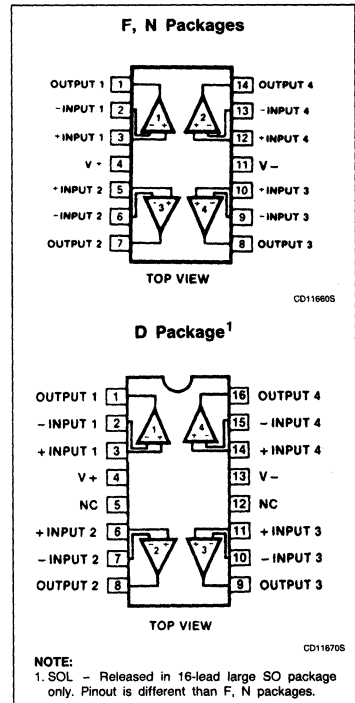 F, N Packages
OUTPUT 1 1 14 OUTPUT 4
-INPUT 1 2 13 -INPUT 4
+INPUT 1 3 12 +INPUT 4
V + 4 11 V -
+INPUT 2 5 10 +INPUT 3
-INPUT 2 6 9 -INPUT 3
OUTPUT 2 7 8 OUTPUT 3
1 2
- + + -
- + + -
3 4
TOP VIEW
CD11660S
D Package1
OUTPUT 1 1 16 OUTPUT 4
- INPUT 1 2 15 - INPUT 4
+ INPUT 1 3 14 + INPUT 4
V + 4 13 V -
NC 5 12 NC
+ INPUT 2 6 11 + INPUT 3
- INPUT 2 7 10 - INPUT 3
OUTPUT 2 8 9 OUTPUT 3
1 4
- + + -
- + + -
2 3
TOP VIEW
CD11670S
NOTE:
1. SOL – Released in 16-lead large SO package
only. Pinout is different than F, N packages.